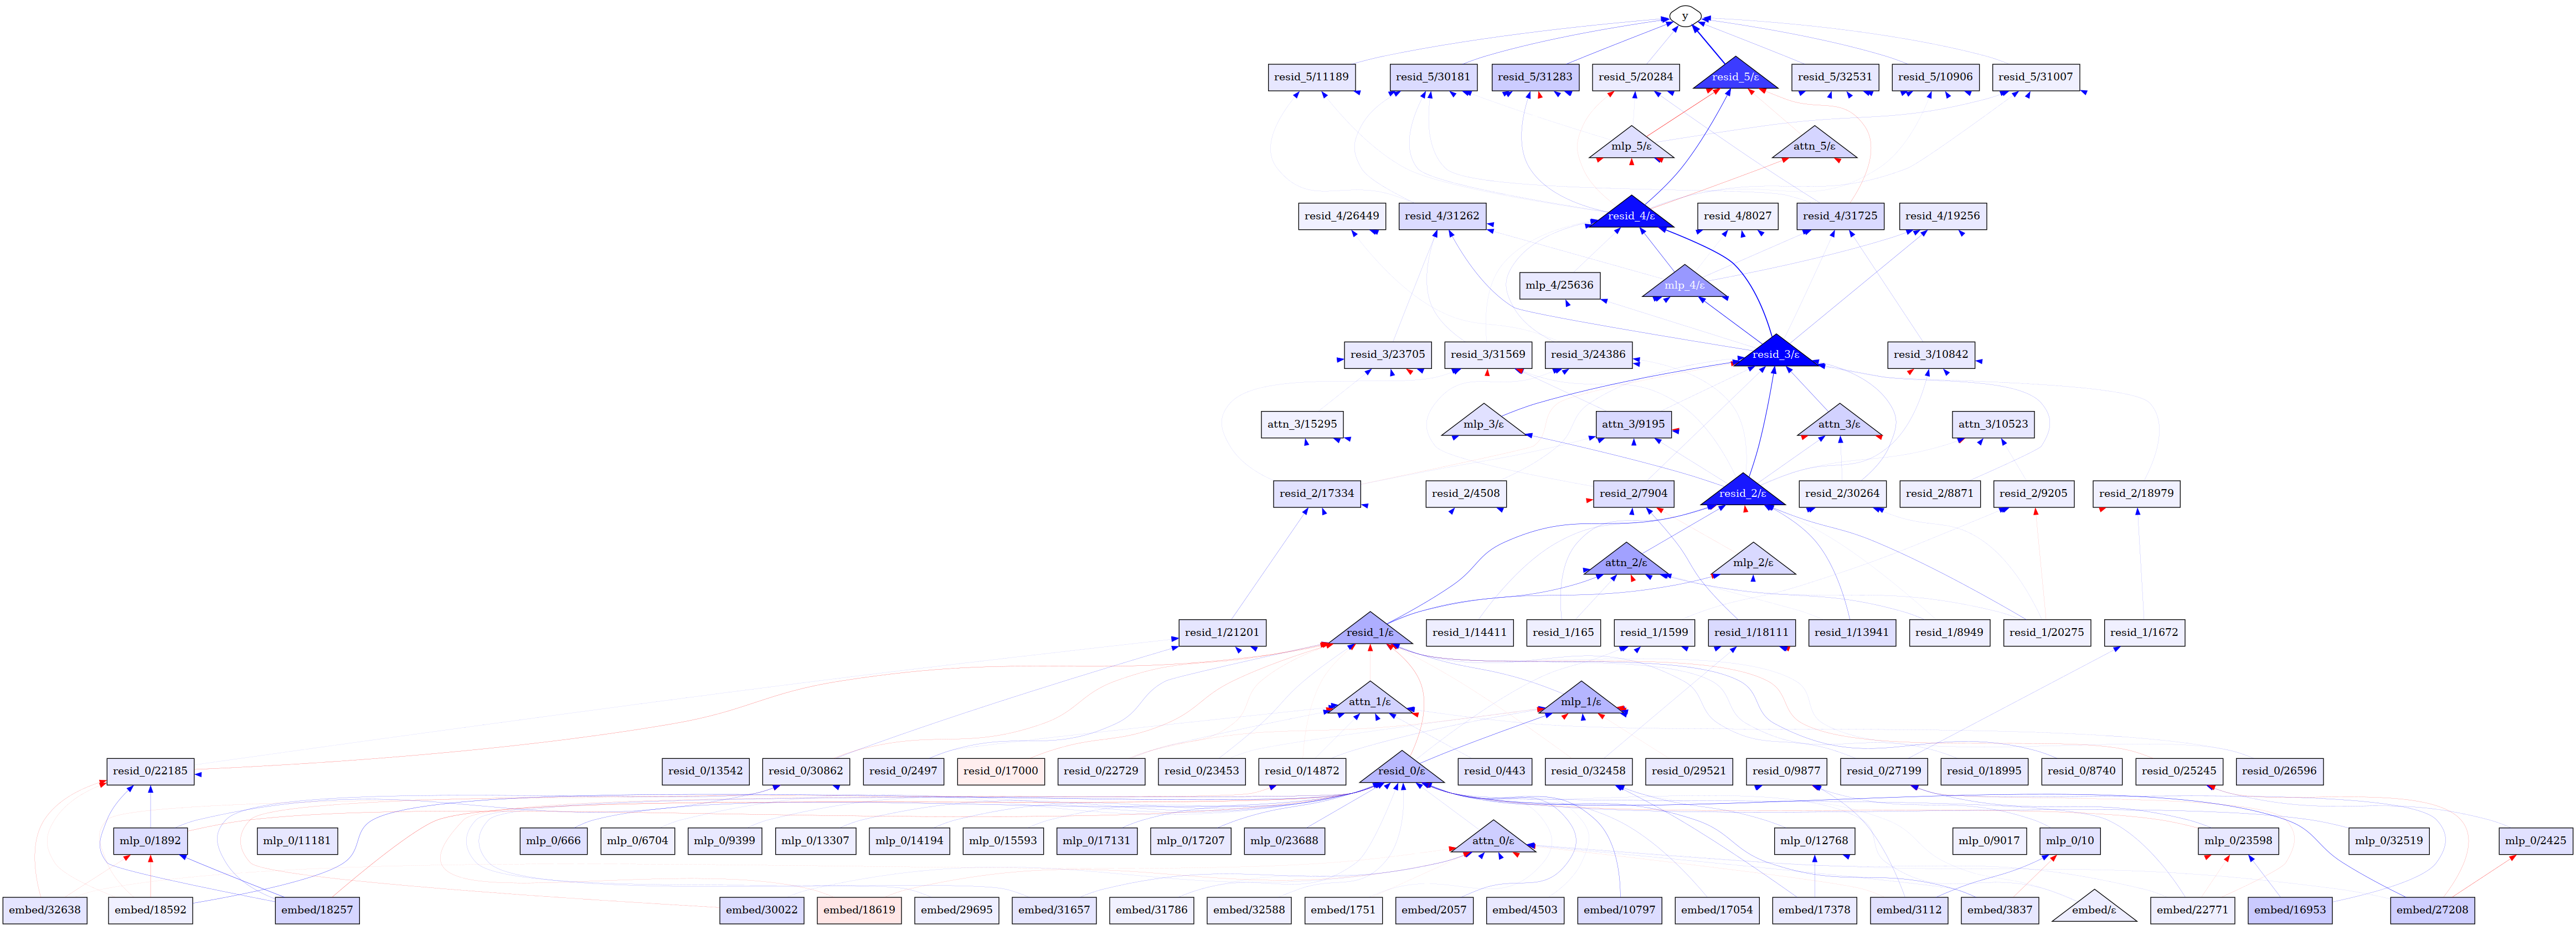 y
resid_5/11189 resid_5/30181 resid_5/31283 resid_5/20284 resid_5/ε resid_5/32531 resid_5/10906 resid_5/31007
mlp_5/ε attn_5/ε
resid_4/26449 resid_4/31262 resid_4/ε resid_4/8027 resid_4/31725 resid_4/19256
mlp_4/25636 mlp_4/ε
resid_3/23705 resid_3/31569 resid_3/24386 resid_3/ε resid_3/10842
attn_3/15295 mlp_3/ε attn_3/9195 attn_3/ε attn_3/10523
resid_2/17334 resid_2/4508 resid_2/7904 resid_2/ε resid_2/30264 resid_2/8871 resid_2/9205 resid_2/18979
attn_2/ε mlp_2/ε
resid_1/21201 resid_1/ε resid_1/14411 resid_1/165 resid_1/1599 resid_1/18111 resid_1/13941 resid_1/8949 resid_1/20275 resid_1/1672
attn_1/ε mlp_1/ε
resid_0/22185 resid_0/13542 resid_0/30862 resid_0/2497 resid_0/17000 resid_0/22729 resid_0/23453 resid_0/14872 resid_0/ε resid_0/443 resid_0/32458 resid_0/29521 resid_0/9877 resid_0/27199 resid_0/18995 resid_0/8740 resid_0/25245 resid_0/26596
mlp_0/1892 mlp_0/11181 mlp_0/666 mlp_0/6704 mlp_0/9399 mlp_0/13307 mlp_0/14194 mlp_0/15593 mlp_0/17131 mlp_0/17207 mlp_0/23688 attn_0/ε mlp_0/12768 mlp_0/9017 mlp_0/10 mlp_0/23598 mlp_0/32519 mlp_0/2425
embed/32638 embed/18592 embed/18257 embed/30022 embed/18619 embed/29695 embed/31657 embed/31786 embed/32588 embed/1751 embed/2057 embed/4503 embed/10797 embed/17054 embed/17378 embed/3112 embed/3837 embed/ε embed/22771 embed/16953 embed/27208